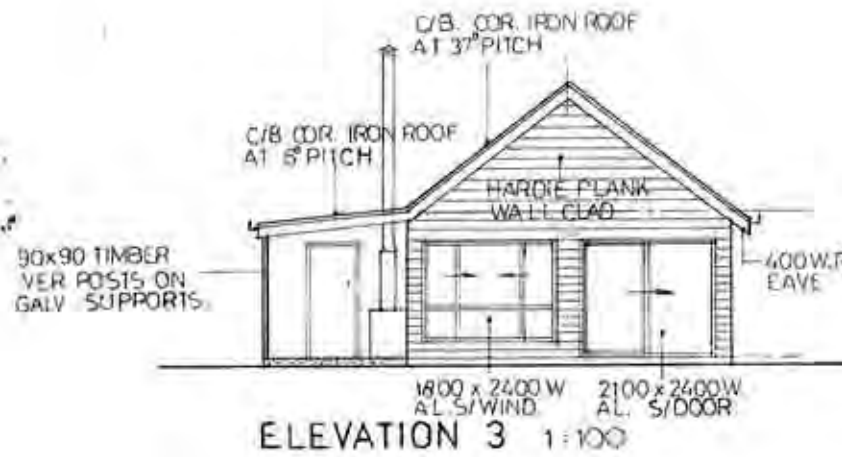 C/B. COR. IRON ROOF
AT 37° PITCH
C/B COR. IRON ROOF
AT 5° PITCH
HARDIE PLANK
WALL CLAD
90x90 TIMBER
VER POSTS ON
GALV SUPPORTS
400 W.P.
EAVE
1800 x 2400 W
AL. S/WIND.
2100 x 2400 W.
AL. S/DOOR
ELEVATION 3 1:100